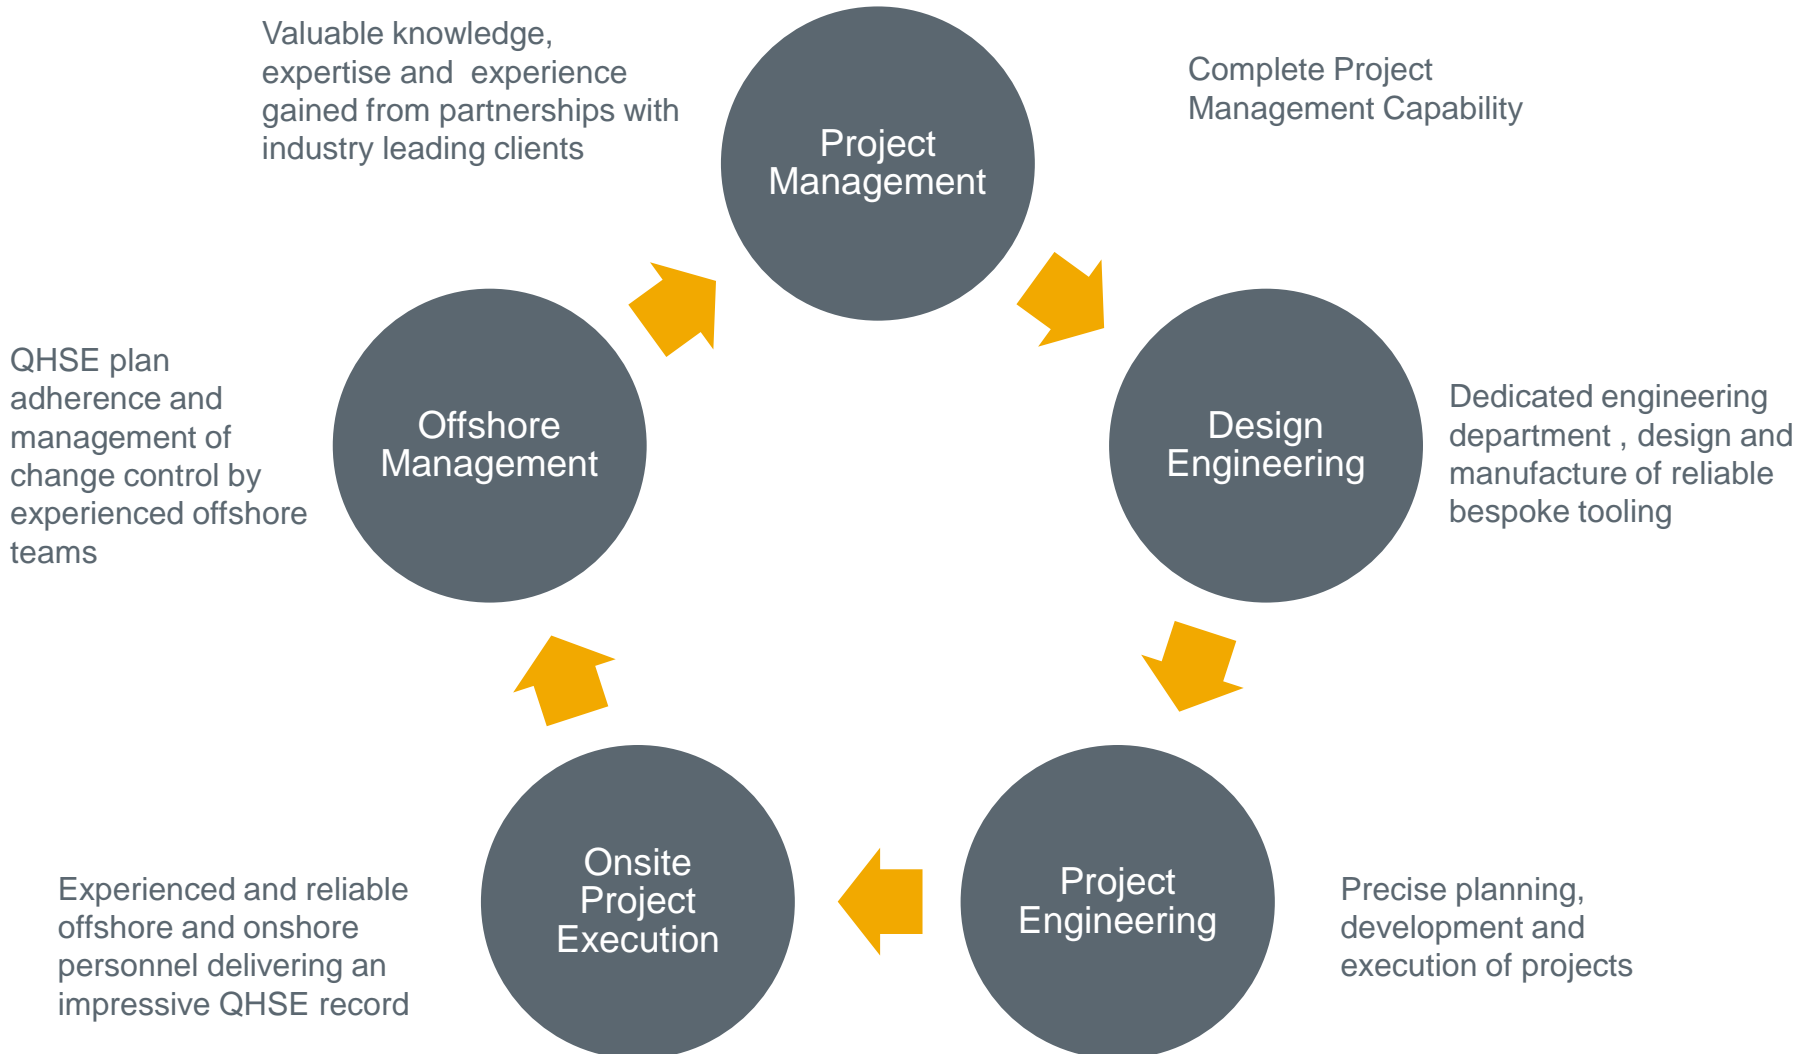 Valuable knowledge,
expertise and  experience
gained from partnerships with
industry leading clients
Project
Management
Complete Project
Management Capability
Design
Engineering
Dedicated engineering
department , design and
manufacture of reliable
bespoke tooling
Project
Engineering
Precise planning,
development and
execution of projects
Onsite
Project
Execution
Experienced and reliable
offshore and onshore
personnel delivering an
impressive QHSE record
Offshore
Management
QHSE plan
adherence and
management of
change control by
experienced offshore
teams